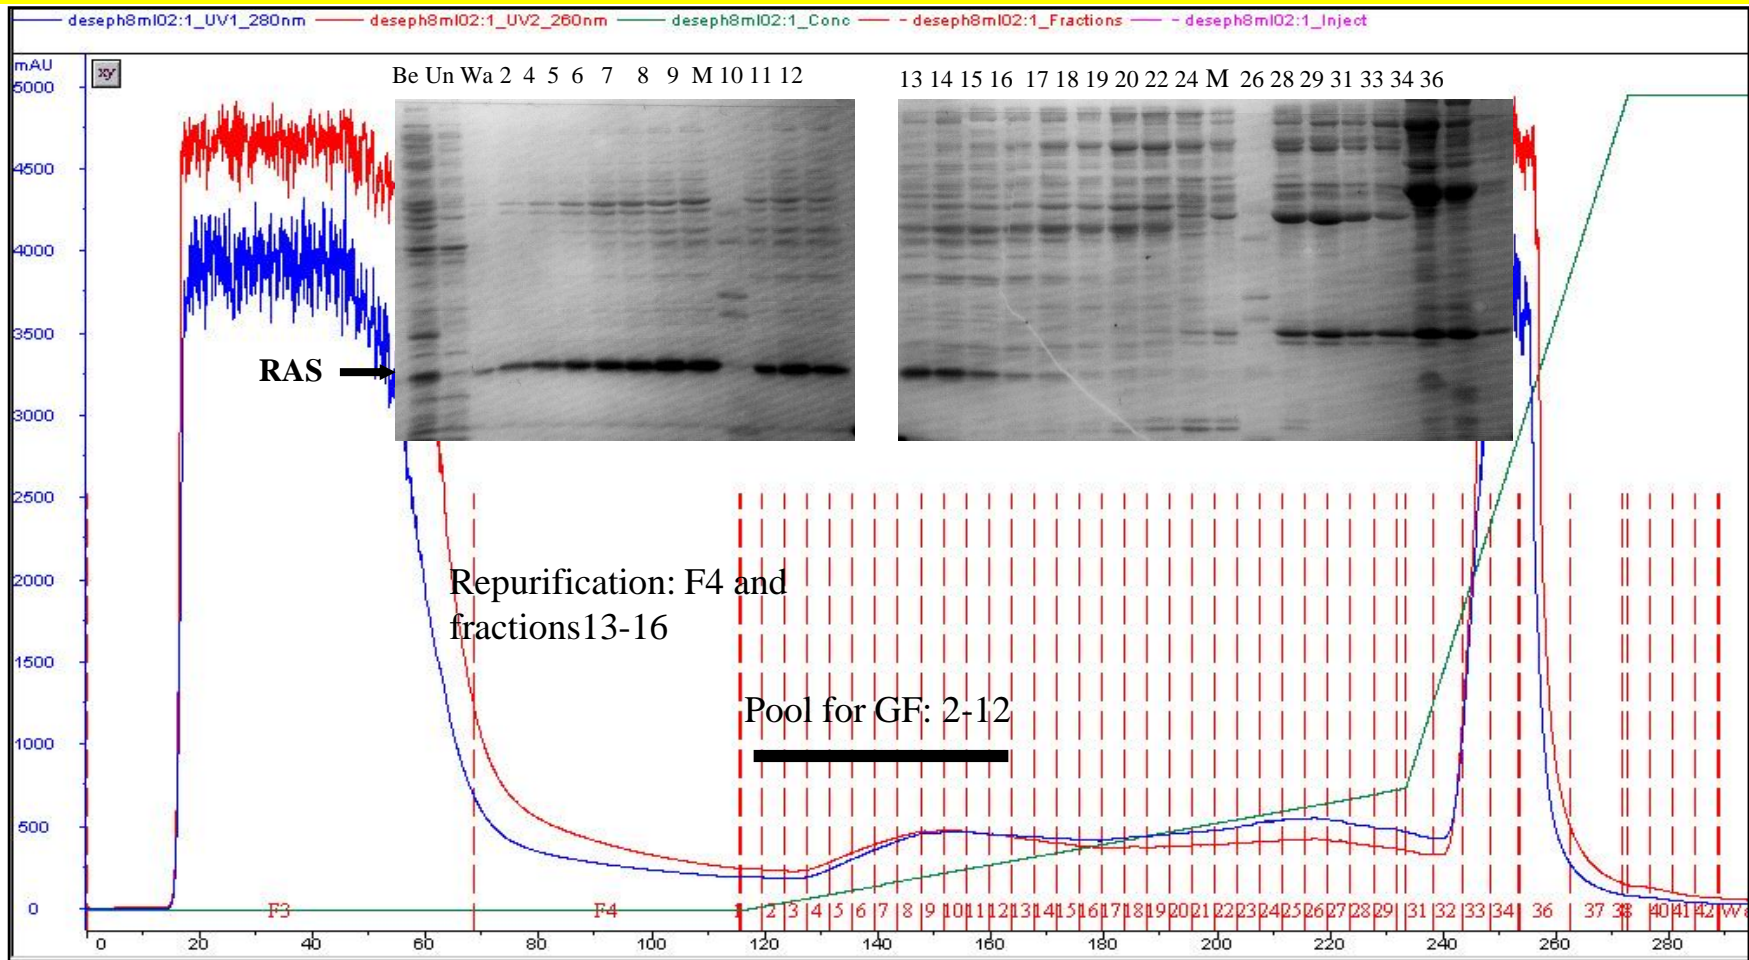 deseph8ml02:1_UV1_280nm deseph8ml02:1_UV2_260nm deseph8ml02:1_Conc deseph8ml02:1_Fractions deseph8ml02:1_Inject
mAU
xy
Be Un Wa 2 4 5 6 7 8 9 M 10 11 12
13 14 15 16 17 18 19 20 22 24 M 26 28 29 31 33 34 36
5000
4500
4000
3500
RAS
3000
2500
2000
Repurification: F4 and
fractions13-16
1500
Pool for GF: 2-12
1000
500
0
F3 F4 1 2 3 4 5 6 7 8 9 10 11 12 13 14 15 16 17 18 19 20 21 22 23 24 25 26 27 28 29 31 32 33 34 36 37 38 40 41 42
0 20 40 60 80 100 120 140 160 180 200 220 240 260 280